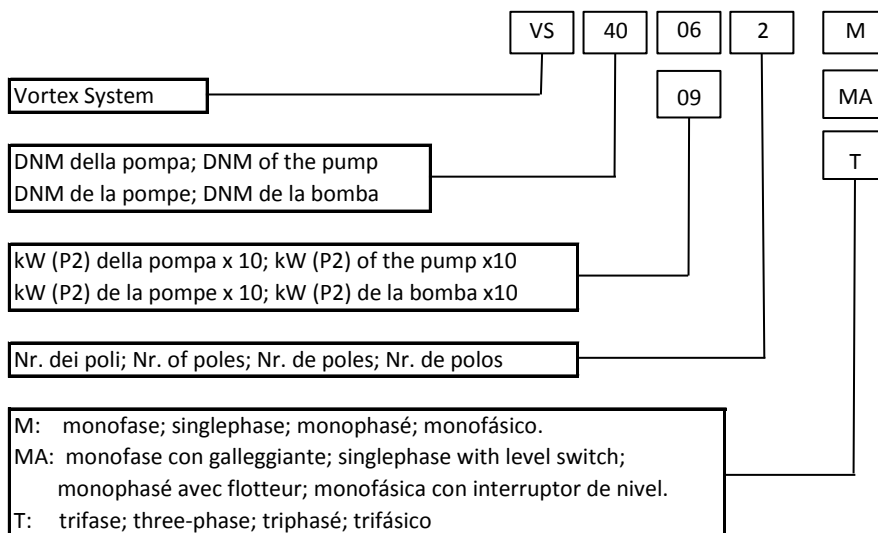 VS 40 06 2 M
Vortex System
09 MA
DNM della pompa; DNM of the pump
DNM de la pompe; DNM de la bomba
T
kW (P2) della pompa x 10; kW (P2) of the pump x10
kW (P2) de la pompe x 10; kW (P2) de la bomba x10
Nr. dei poli; Nr. of poles; Nr. de poles; Nr. de polos
M: monofase; singlephase; monophasé; monofásico.
MA: monofase con galleggiante; singlephase with level switch;
monophasé avec flotteur; monofásica con interruptor de nivel.
T: trifase; three-phase; triphasé; trifásico